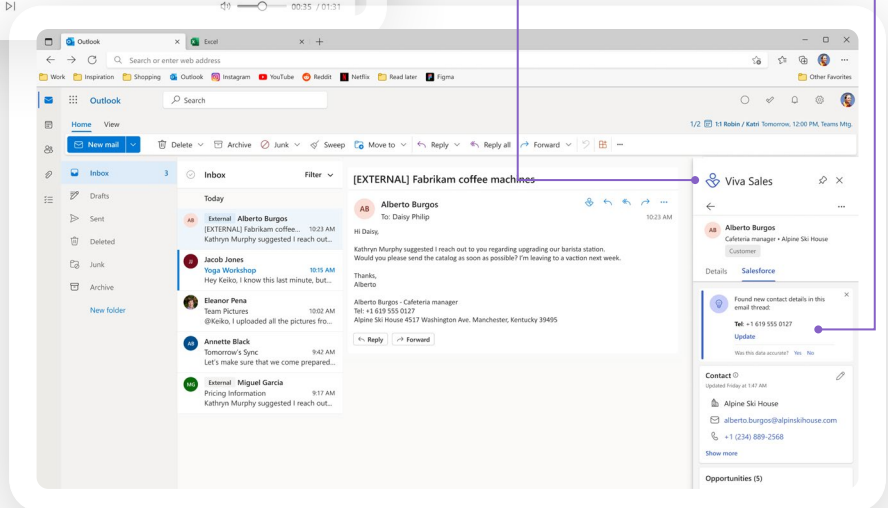 00:35 / 01:31
Outlook
Excel
Search or enter web address
Work
Inspiration
Shopping
Outlook
Instagram
YouTube
Reddit
Netflix
Read later
Figma
Other Favorites
Outlook
Search
Home View
1/2 1:1 Robin / Katri Tomorrow, 12:00 PM, Teams Mtg.
New mail
Delete
Archive
Junk
Sweep
Move to
Reply
Reply all
Forward
Inbox 3
Drafts
Sent
Deleted
Junk
Archive
New folder
Inbox Filter
Today
AB
External Alberto Burgos
[EXTERNAL] Fabrikam coffee... 10:23 AM
Kathryn Murphy suggested I reach out...
JJ
Jacob Jones
Yoga Workshop 10:15 AM
Hey Keiko, I know this last minute, but...
Eleanor Pena
Team Pictures 10:02 AM
@Keiko, I uploaded all the pictures fro...
AB
Annette Black
Tomorrow's Sync 9:42 AM
Let's make sure that we come prepared...
MG
External Miguel Garcia
Pricing Information 9:17 AM
Kathryn Murphy suggested I reach out...
[EXTERNAL] Fabrikam coffee machines
AB
Alberto Burgos
To: Daisy Philip
10:23 AM
Hi Daisy,
Kathryn Murphy suggested I reach out to you regarding upgrading our barista station.
Would you please send the catalog as soon as possible? I'm leaving to a vaction next week.
Thanks,
Alberto
Alberto Burgos - Cafeteria manager
Tel: +1 619 555 0127
Alpine Ski House 4517 Washington Ave. Manchester, Kentucky 39495
Reply
Forward
Viva Sales
AB
Alberto Burgos
Cafeteria manager • Alpine Ski House
Customer
Details Salesforce
Found new contact details in this
email thread:
Tel: +1 619 555 0127
Update
Was this data accurate? Yes No
Contact
Updated Friday at 1:47 AM
Alpine Ski House
alberto.burgos@alpinskihouse.com
+1 (234) 889-2568
Show more
Opportunities (5)